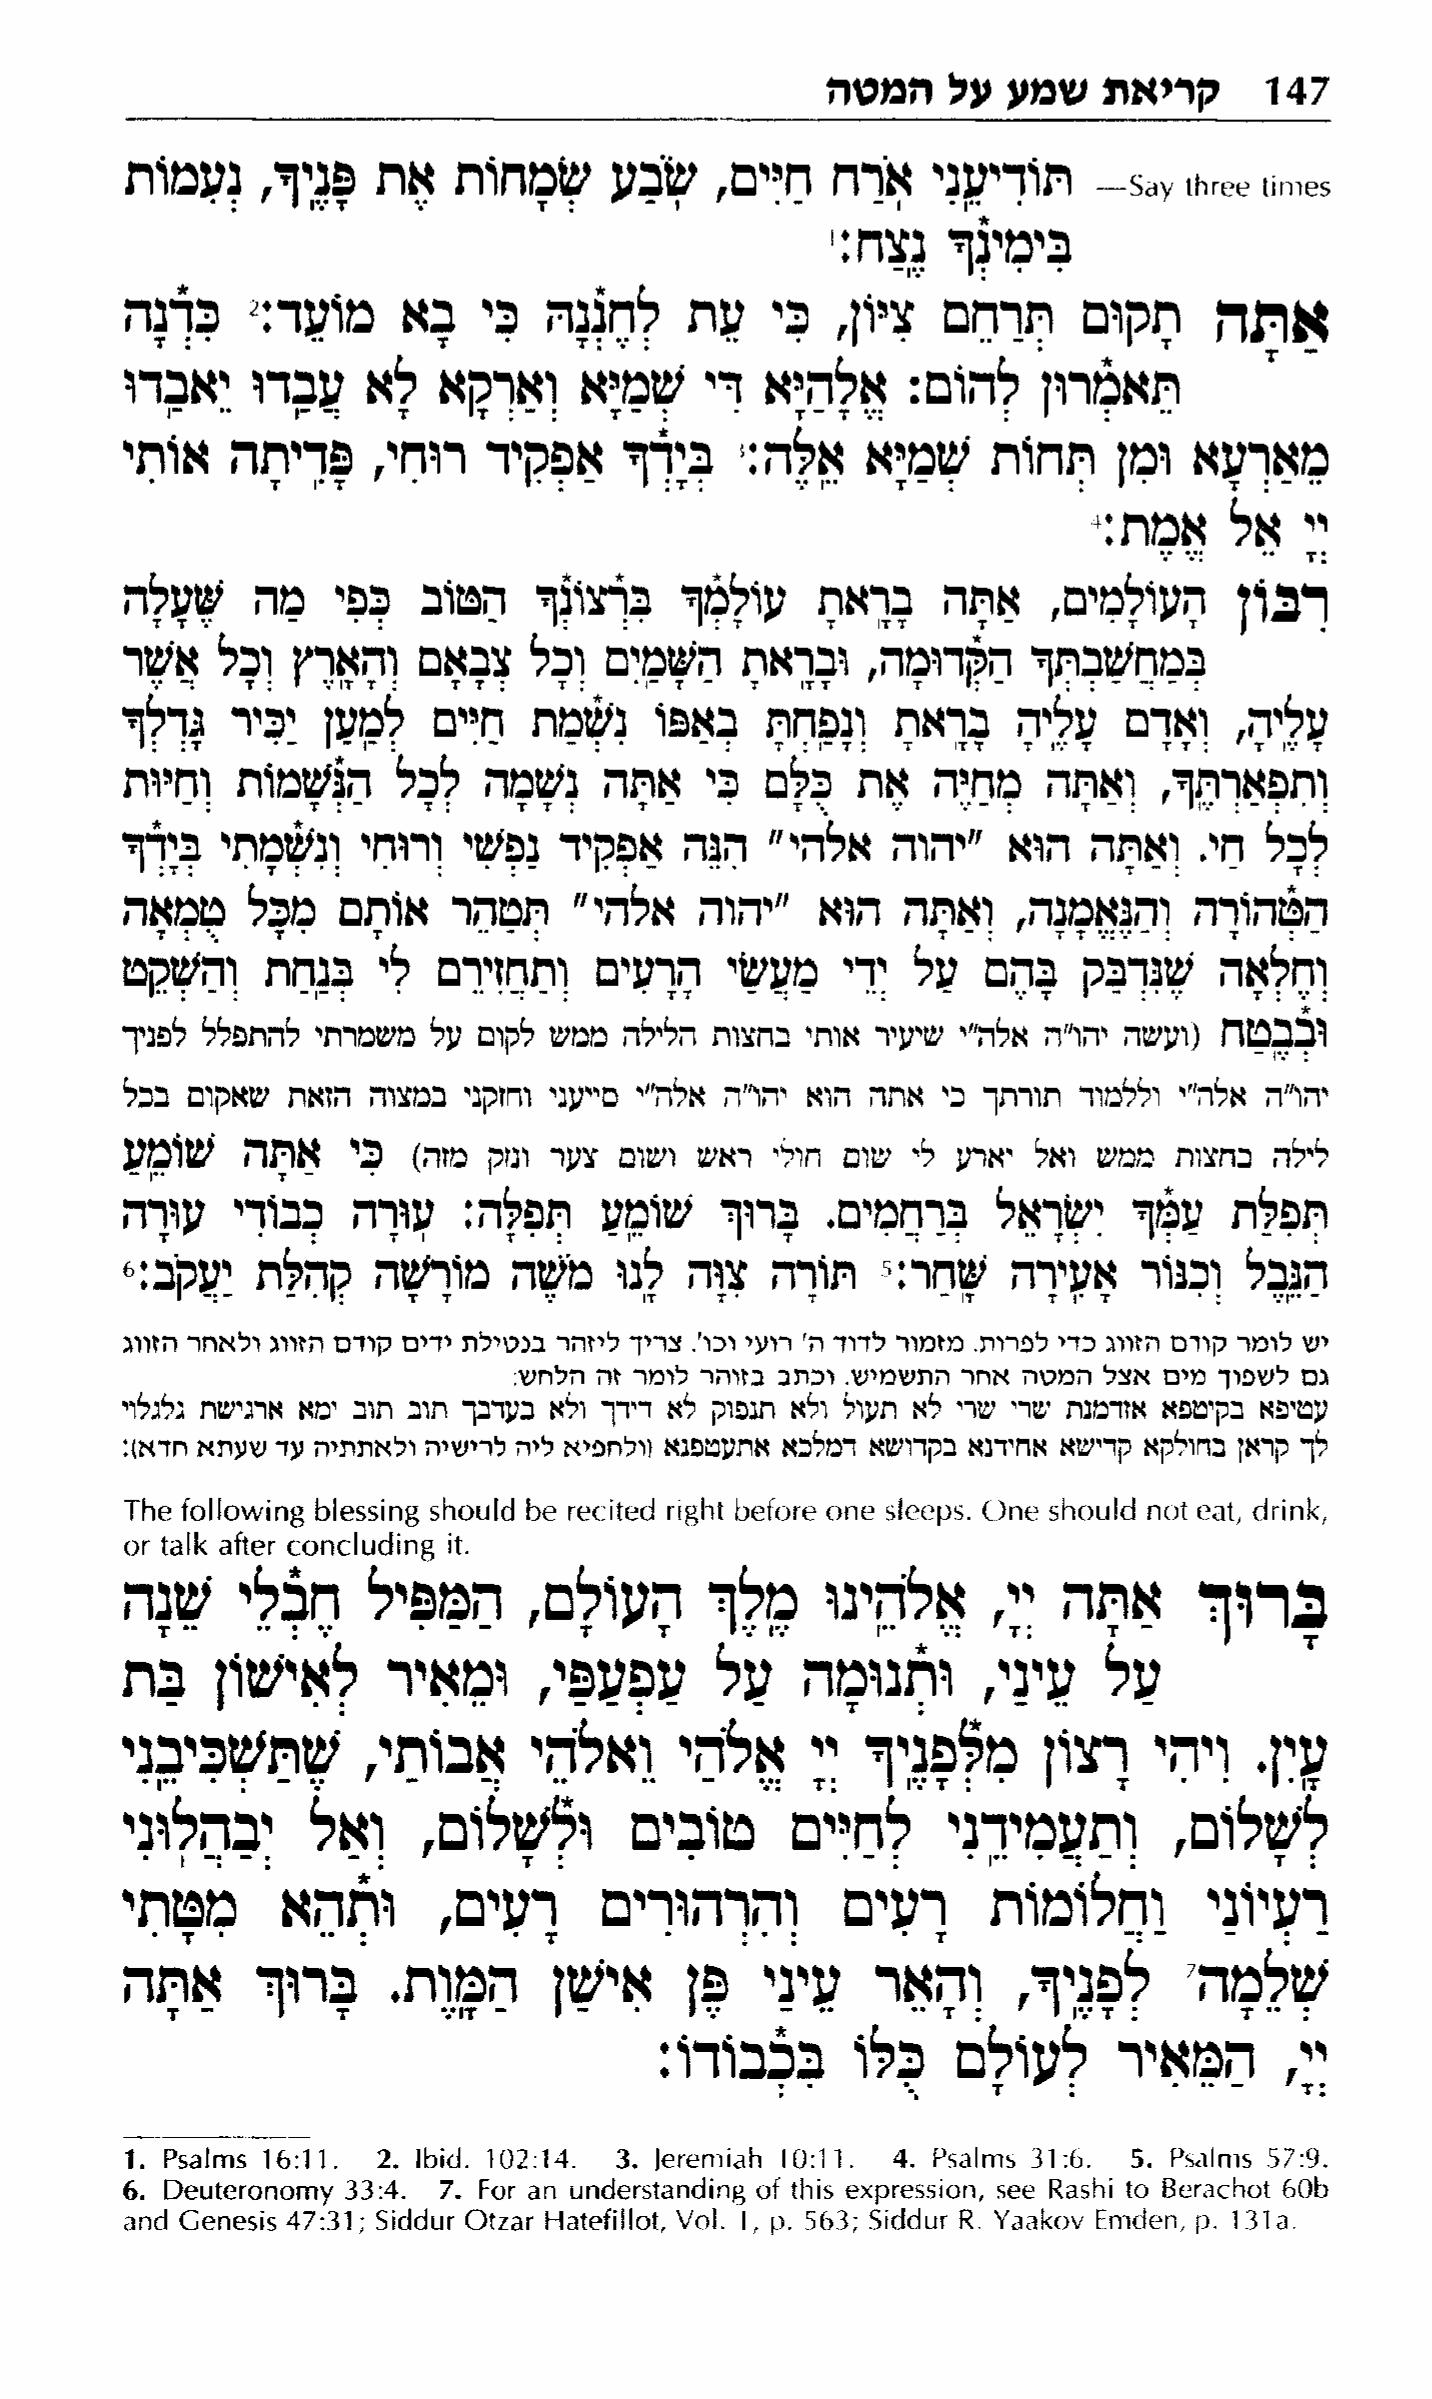 147 קריאת שמע על המטה
Say three times— תּוֹדִיעֵנִי אֹרַח חַיִּים, שֹׂבַע שְׂמָחוֹת אֶת פָּנֶיךָ, נְעִמוֹת
בִּימִינְךָ נֶצַח:¹
אַתָּה תָקוּם תְּרַחֵם צִיּוֹן, כִּי עֵת לְחֶנְנָהּ כִּי בָא מוֹעֵד:² כִּדְנָה
תֵּאמְרוּן לְהוֹם: אֱלָהַיָּא דִּי שְׁמַיָּא וְאַרְקָא לָא עֲבַדוּ יֵאבַדוּ
מֵאַרְעָא וּמִן תְּחוֹת שְׁמַיָּא אֵלֶּה:³ בְּיָדְךָ אַפְקִיד רוּחִי, פָּדִיתָה אוֹתִי
יְיָ אֵל אֱמֶת:⁴
רִבּוֹן הָעוֹלָמִים, אַתָּה בָרָאתָ עוֹלָמְךָ בִּרְצוֹנְךָ הַטּוֹב כְּפִי מַה שֶּׁעָלָה
בְּמַחֲשַׁבְתְּךָ הַקְּדוּמָה, וּבָרָאתָ הַשָּׁמַיִם וְכָל צְבָאָם וְהָאָרֶץ וְכָל אֲשֶׁר
עָלֶיהָ, וְאָדָם עָלֶיהָ בָּרָאתָ וְנָפַחְתָּ בְאַפּוֹ נִשְׁמַת חַיִּים לְמַעַן יַכִּיר גָּדְלְךָ
וְתִפְאַרְתֶּךָ, וְאַתָּה מְחַיֶּה אֶת כֻּלָּם כִּי אַתָּה נְשָׁמָה לְכָל הַנְּשָׁמוֹת וְחַיּוּת
לְכָל חַי. וְאַתָּה הוּא "יהוה אלהי" הִנֵּה אַפְקִיד נַפְשִׁי וְרוּחִי וְנִשְׁמָתִי בְּיָדְךָ
הַטְּהוֹרָה וְהַנֶּאֱמָנָה, וְאַתָּה הוּא "יהוה אלהי" תְּטַהֵר אוֹתָם מִכָּל טֻמְאָה
וְחֶלְאָה שֶׁנִּדְבַּק בָּהֶם עַל יְדֵי מַעֲשַׂי הָרָעִים וְתַחֲזִירֵם לִי בְּנַחַת וְהַשְׁקֵט
וּבְבֶטַח (ועשה יהו"ה אלה"י שיעיר אותי בחצות הלילה ממש לקום על משמרתי להתפלל לפניך
יהו"ה אלה"י וללמוד תורתך כי אתה הוא יהו"ה אלה"י סייעני וחזקני במצוה הזאת שאקום בכל
לילה בחצות ממש ואל יארע לי שום חולי ראש ושום צער ונזק מזה) כִּי אַתָּה שׁוֹמֵעַ
תְּפִלַּת עַמְּךָ יִשְׂרָאֵל בְּרַחֲמִים. בָּרוּךְ שׁוֹמֵעַ תְּפִלָּה: עוּרָה כְבוֹדִי עוּרָה
הַנֵּבֶל וְכִנּוֹר אָעִירָה שָּׁחַר:⁵ תּוֹרָה צִוָּה לָנוּ מֹשֶׁה מוֹרָשָׁה קְהִלַּת יַעֲקֹב:⁶
יש לומר קודם הזווג כדי לפרות. מזמור לדוד ה' רועי וכו'. צריך ליזהר בנטילת ידים קודם הזווג ולאחר הזווג
גם לשפוך מים אצל המטה אחר התשמיש. וכתב בזוהר לומר זה הלחש:
עטיפא בקיטפא אזדמנת שרי שרי לא תעול ולא תנפוק לא דידך ולא בעדבך תוב תוב ימא ארגישת גלגלוי
לך קראן בחולקא קדישא אחידנא בקדושא דמלכא אתעטפנא (ולחפיא ליה לרישיה ולאתתיה עד שעתא חדא):
The following blessing should be recited right before one sleeps. One should not eat, drink,
or talk after concluding it.
בָּרוּךְ אַתָּה יְיָ, אֱלֹהֵינוּ מֶלֶךְ הָעוֹלָם, הַמַּפִּיל חֶבְלֵי שֵׁנָה
עַל עֵינַי, וּתְנוּמָה עַל עַפְעַפַּי, וּמֵאִיר לְאִישׁוֹן בַּת
עָיִן. וִיהִי רָצוֹן מִלְּפָנֶיךָ יְיָ אֱלֹהַי וֵאלֹהֵי אֲבוֹתַי, שֶׁתַּשְׁכִּיבֵנִי
לְשָׁלוֹם, וְתַעֲמִידֵנִי לְחַיִּים טוֹבִים וּלְשָׁלוֹם, וְאַל יְבַהֲלוּנִי
רַעְיוֹנַי וַחֲלוֹמוֹת רָעִים וְהִרְהוּרִים רָעִים, וּתְהֵא מִטָּתִי
שְׁלֵמָה⁷ לְפָנֶיךָ, וְהָאֵר עֵינַי פֶּן אִישַׁן הַמָּוֶת. בָּרוּךְ אַתָּה
יְיָ, הַמֵּאִיר לְעוֹלָם כֻּלּוֹ בִּכְבוֹדוֹ:
1. Psalms 16:11. 2. Ibid. 102:14. 3. Jeremiah 10:11. 4. Psalms 31:6. 5. Psalms 57:9.
6. Deuteronomy 33:4. 7. For an understanding of this expression, see Rashi to Berachot 60b
and Genesis 47:31; Siddur Otzar Hatefillot, Vol. I, p. 563; Siddur R. Yaakov Emden, p. 131a.